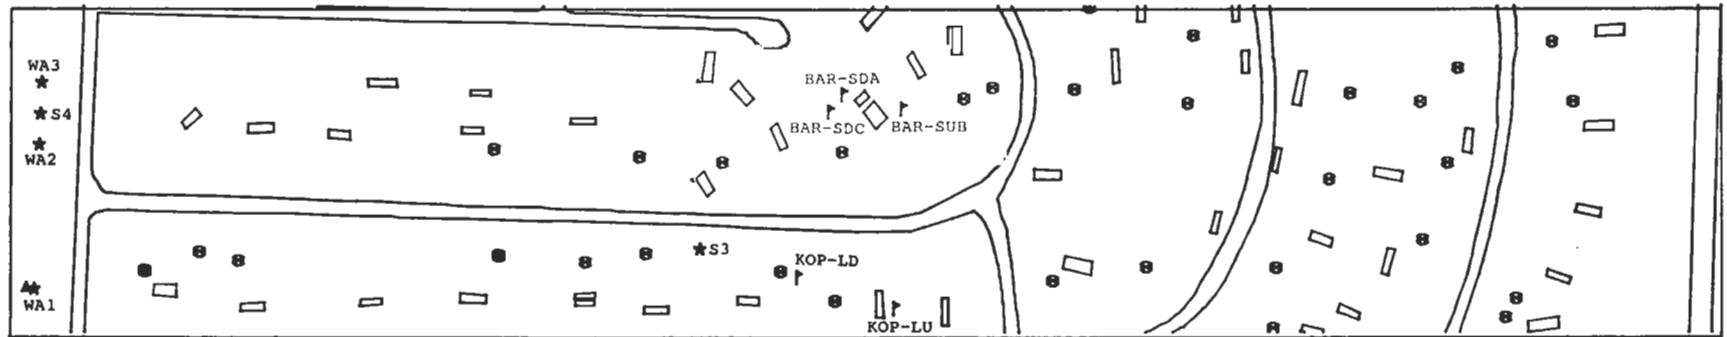 WA3
S4
WA2
BAR-SDA
BAR-SDC
BAR-SUB
S3
KOP-LD
WA1
KOP-LU